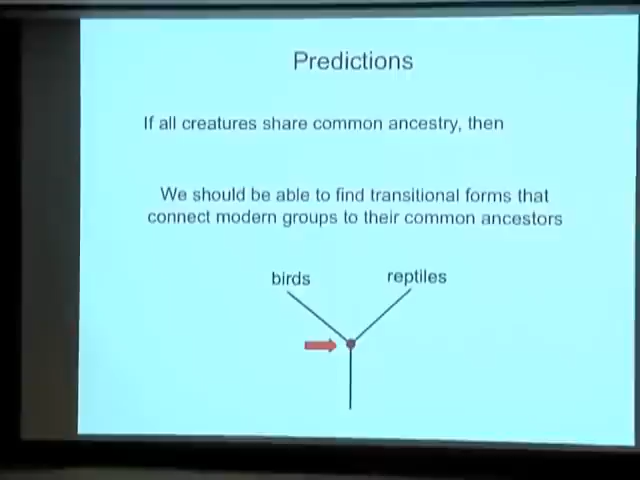 Predictions
If all creatures share common ancestry, then
We should be able to find transitional forms that
connect modern groups to their common ancestors
birds
reptiles